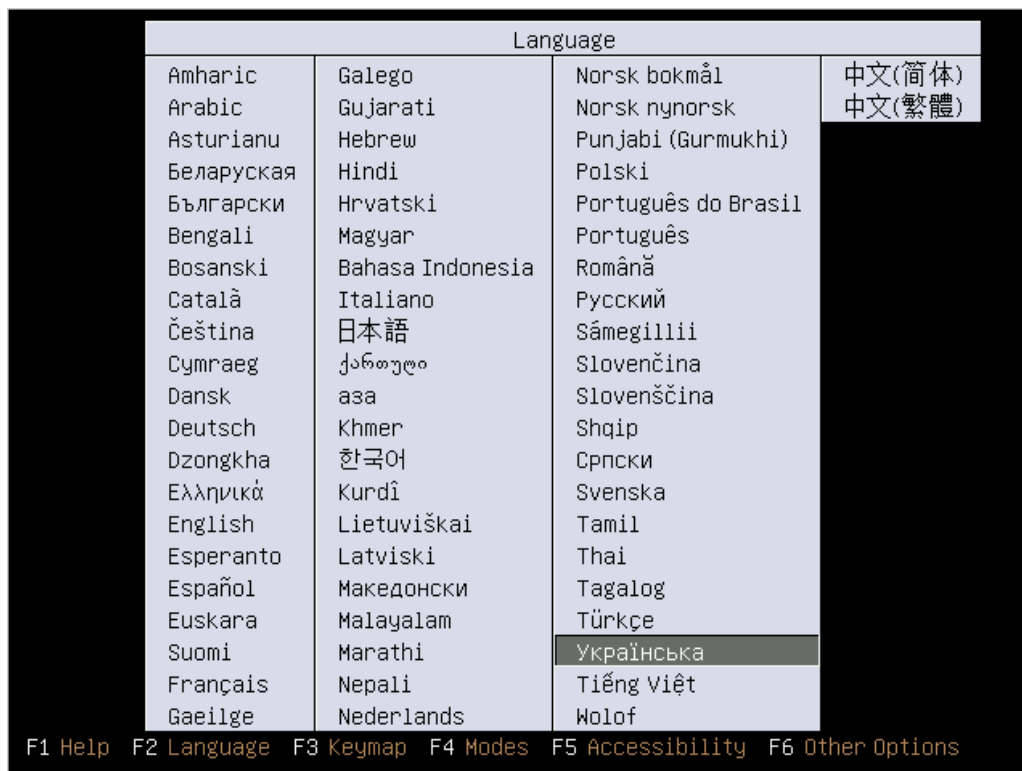 Language
Amharic
Arabic
Asturianu
Беларуская
Български
Bengali
Bosanski
Català
Čeština
Cymraeg
Dansk
Deutsch
Dzongkha
Ελληνικά
English
Esperanto
Español
Euskara
Suomi
Français
Gaeilge
Galego
Gujarati
Hebrew
Hindi
Hrvatski
Magyar
Bahasa Indonesia
Italiano
日本語
ქართული
аза
Khmer
한국어
Kurdî
Lietuviškai
Latviski
Македонски
Malayalam
Marathi
Nepali
Nederlands
Norsk bokmål
Norsk nynorsk
Punjabi (Gurmukhi)
Polski
Português do Brasil
Português
Română
Русский
Sámegillii
Slovenčina
Slovenščina
Shqip
Српски
Svenska
Tamil
Thai
Tagalog
Türkçe
Українська
Tiếng Việt
Wolof
中文(简体)
中文(繁體)
F1 Help F2 Language F3 Keymap F4 Modes F5 Accessibility F6 Other Options